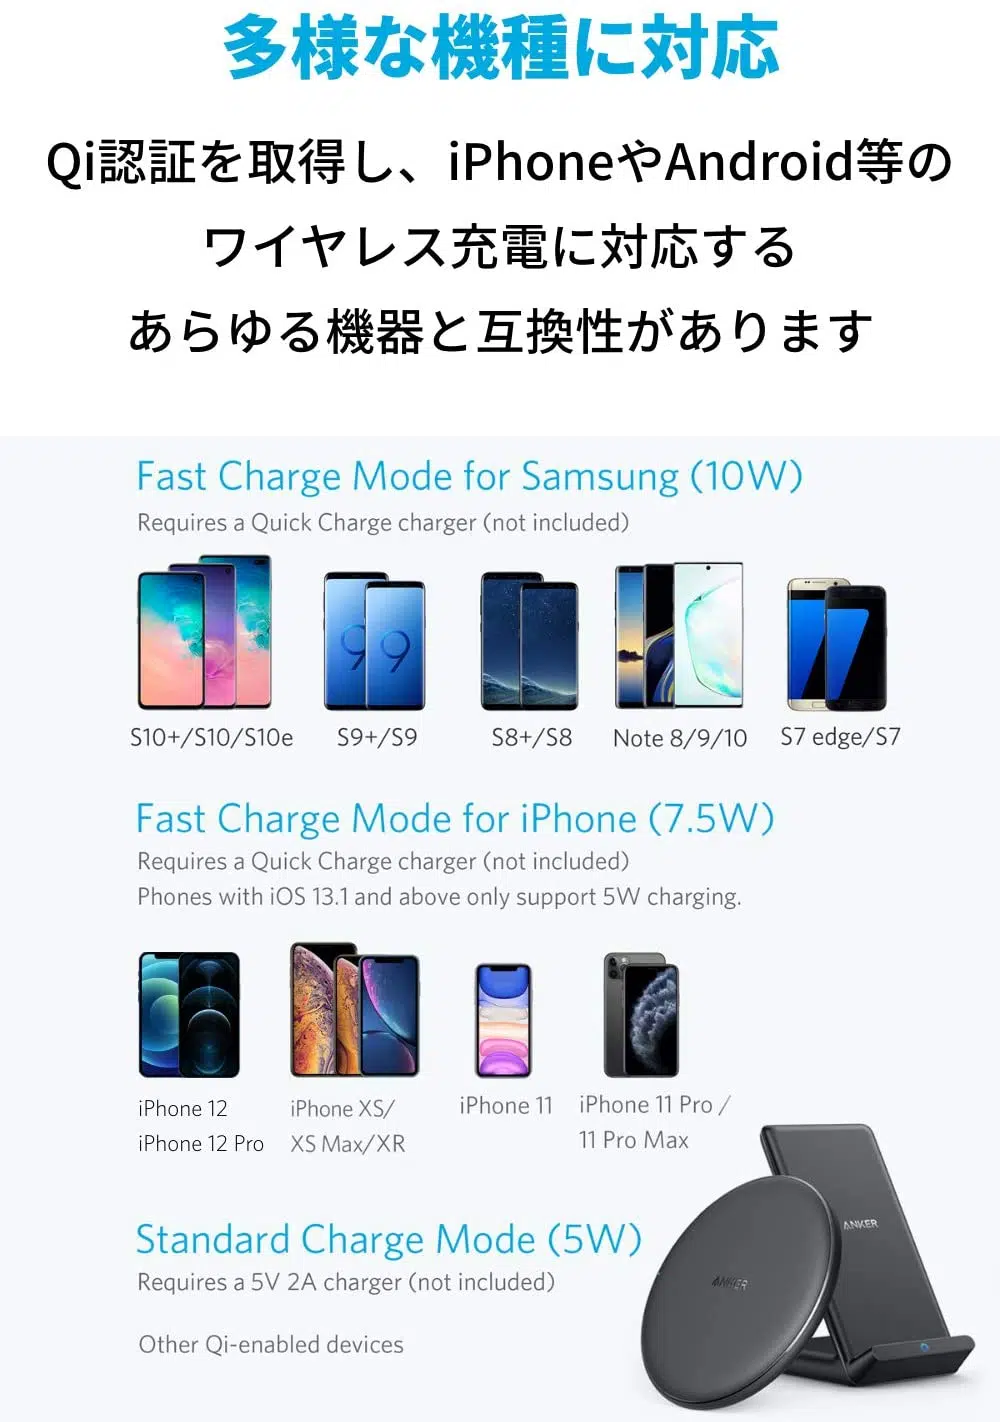 多様な機種に対応
Qi認証を取得し、iPhoneやAndroid等の
ワイヤレス充電に対応する
あらゆる機器と互換性があります
Fast Charge Mode for Samsung (10W)
Requires a Quick Charge charger (not included)
9 9
S10+/S10/S10e S9+/S9 S8+/S8 Note 8/9/10 S7 edge/S7
Fast Charge Mode for iPhone (7.5W)
Requires a Quick Charge charger (not included)
Phones with iOS 13.1 and above only support 5W charging.
iPhone 12 iPhone XS/ iPhone 11 iPhone 11 Pro /
iPhone 12 Pro XS Max/XR 11 Pro Max
ANKER
Standard Charge Mode (5W)
ANKER
Requires a 5V 2A charger (not included)
Other Qi-enabled devices